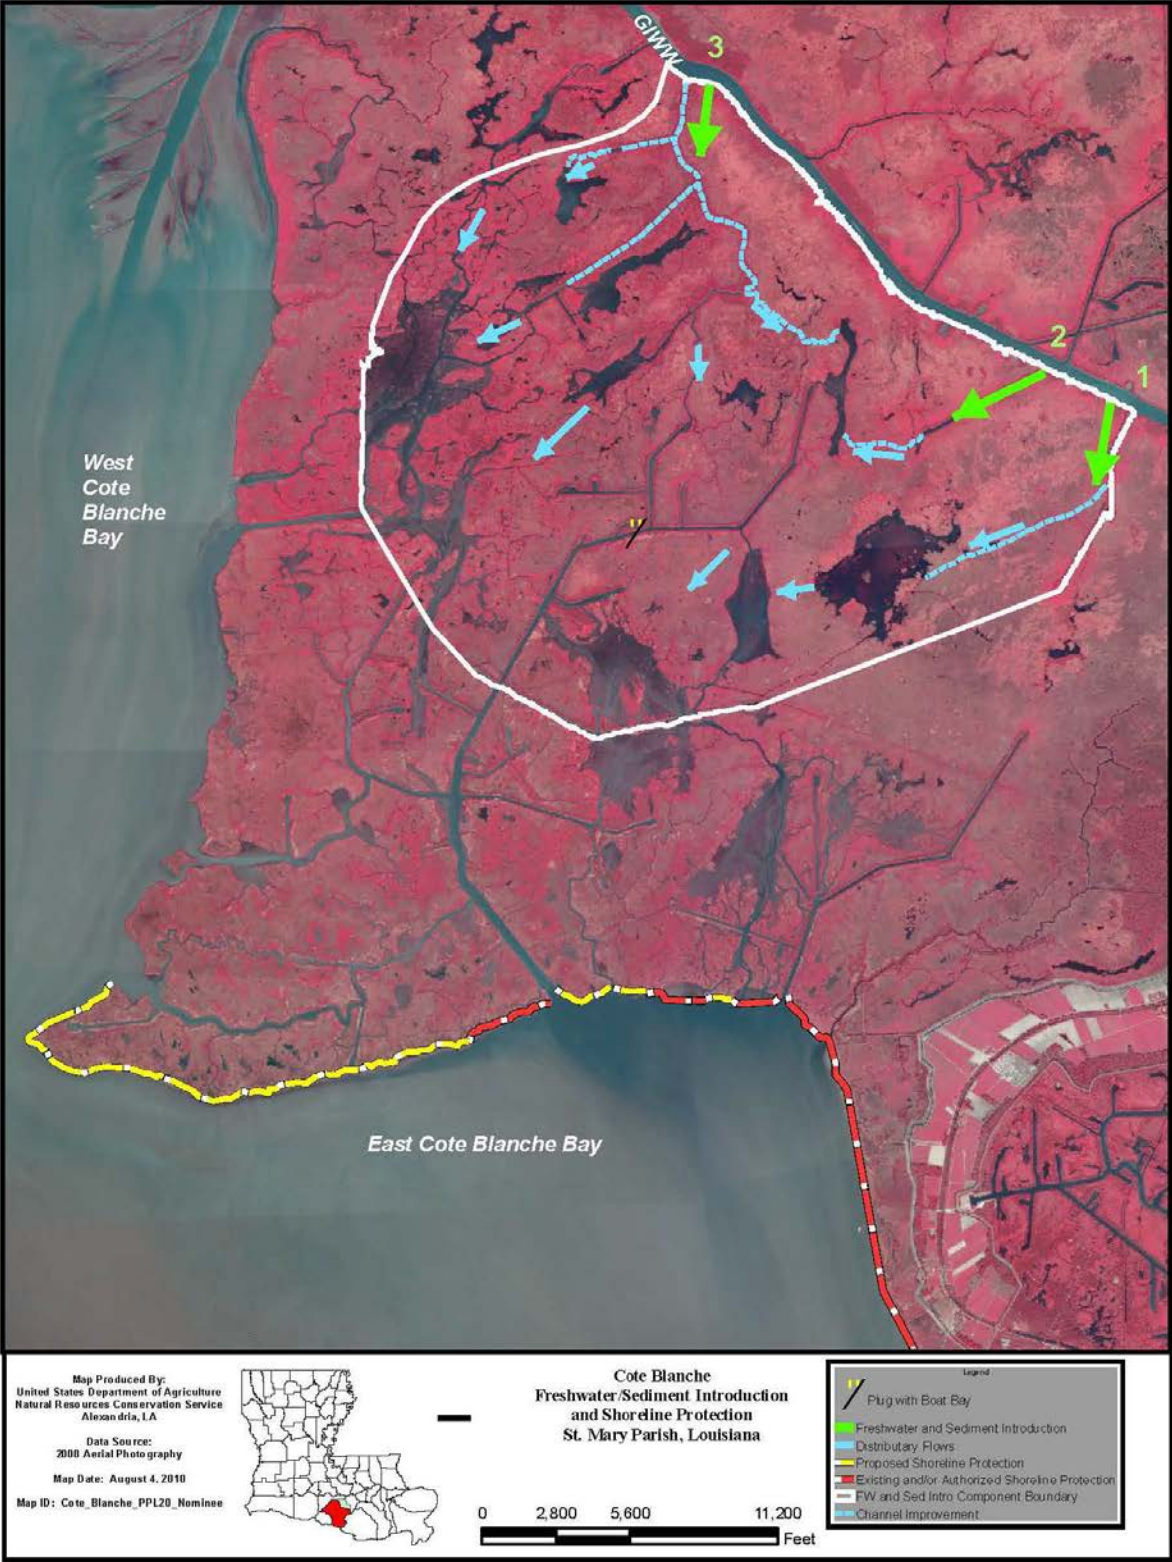 GIWW
3
2
1
West
Cote
Blanche
Bay
"
East Cote Blanche Bay
Map Produced By:
United States Department of Agriculture
Natural Resources Conservation Service
Alexandria, LA
Data Source:
2008 Aerial Photography
Map Date: August 4, 2010
Map ID: Cote_Blanche_PPL20_Nominee
Cote Blanche
Freshwater/Sediment Introduction
and Shoreline Protection
St. Mary Parish, Louisiana
0 2,800 5,600 11,200
Feet
Legend
" Plug with Boat Bay
Freshwater and Sediment Introduction
Distributary Flows
Proposed Shoreline Protection
Existing and/or Authorized Shoreline Protection
FW and Sed Intro Component Boundary
Channel Improvement